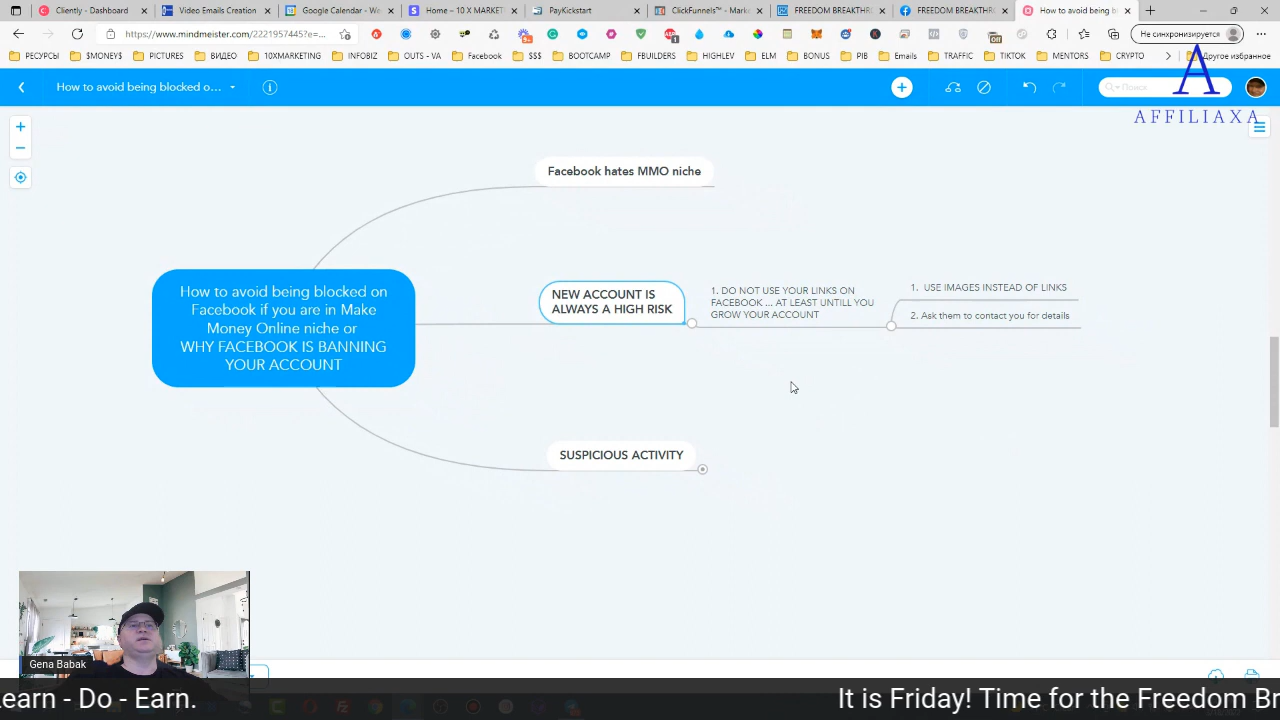 Cliently - Dashboard
Video Emails Creation
Google Calendar - We
Home – 10 X MARKET
PayKickstart
ClickFunnels™ - Marke
FREEDOM BREAKTHR
FREEDOM BREAKTHR
How to avoiding being b
https://www.mindmeister.com/2221957445?e=...
Не синхронизируется
РЕСУРСЫ
$MONEY$
PICTURES
ВИДЕО
10XMARKETING
INFOBIZ
OUTS - VA
Facebook
$$$
BOOTCAMP
FBUILDERS
HIGHLEV
ELM
BONUS
PIB
Emails
TRAFFIC
TIKTOK
MENTORS
CRYPTO
Другое избранное
How to avoid being blocked o...
Поиск
A
AFFILIAXA
Facebook hates MMO niche
How to avoid being blocked on
Facebook if you are in Make
Money Online niche or
WHY FACEBOOK IS BANNING
YOUR ACCOUNT
NEW ACCOUNT IS
ALWAYS A HIGH RISK
1. DO NOT USE YOUR LINKS ON
FACEBOOK ... AT LEAST UNTILL YOU
GROW YOUR ACCOUNT
1. USE IMAGES INSTEAD OF LINKS
2. Ask them to contact you for details
SUSPICIOUS ACTIVITY
Gena Babak
earn - Do - Earn.
It is Friday! Time for the Freedom Br